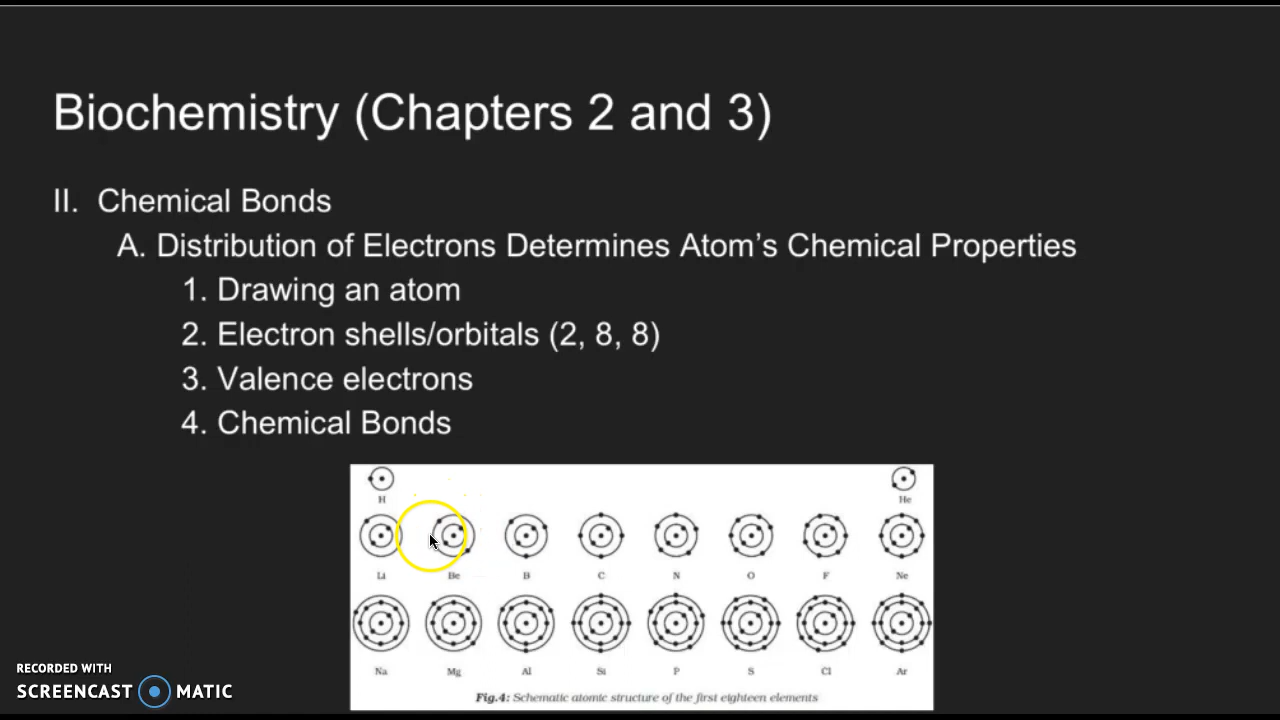 Biochemistry (Chapters 2 and 3)
II. Chemical Bonds
A. Distribution of Electrons Determines Atom’s Chemical Properties
1. Drawing an atom
2. Electron shells/orbitals (2, 8, 8)
3. Valence electrons
4. Chemical Bonds
H He
Li Be B C N O F Ne
Na Mg Al Si P S Cl Ar
Fig.4: Schematic atomic structure of the first eighteen elements
RECORDED WITH
SCREENCAST MATIC